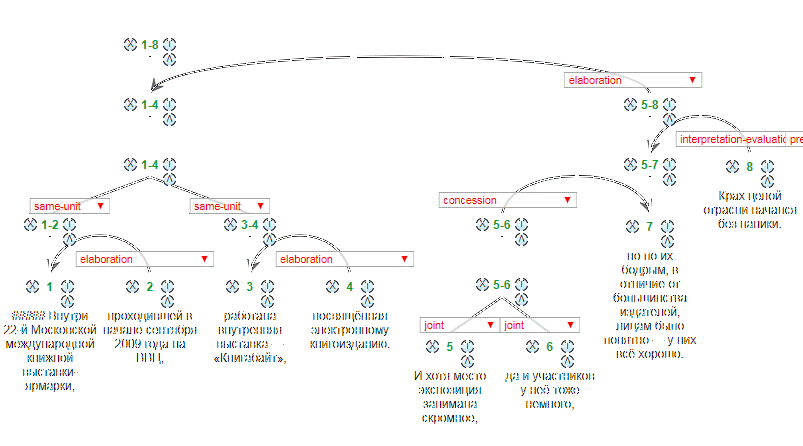 1-8
elaboration
1-4
5-8
interpretation-evaluatic
pre
1-4
5-7
8
Крах целой
отрасли начался
без паники.
same-unit
same-unit
concession
1-2
3-4
5-6
7
но по их
бодрым, в
отличие от
большинства
издателей,
лицам было
понятно — у них
всё хорошо.
elaboration
elaboration
1
2
3
4
5-6
###### Внутри
22-й Московской
международной
книжной
выставки-
ярмарки,
проходившей в
начале сентября
2009 года на
ВВЦ,
работала
внутренняя
выставка —
«Книгабайт»,
посвящённая
электронному
книгоизданию.
joint
joint
5
6
И хотя место
экспозиция
занимала
скромное,
да и участников
у неё тоже
немного,